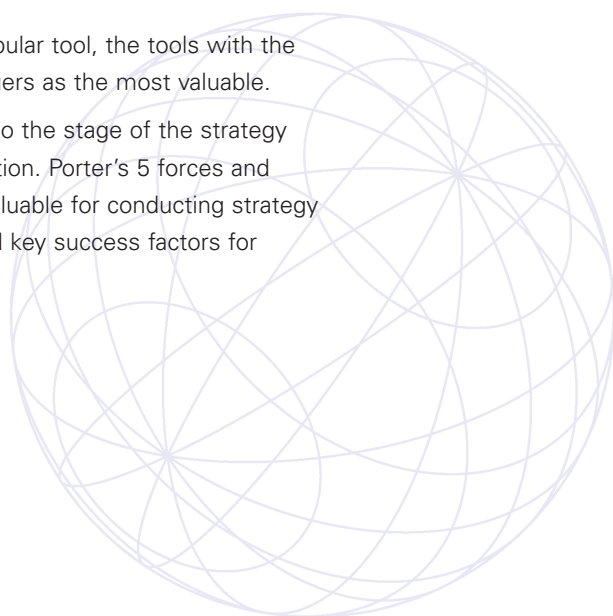 pular tool, the tools with the
gers as the most valuable.
o the stage of the strategy
tion. Porter’s 5 forces and
luable for conducting strategy
l key success factors for